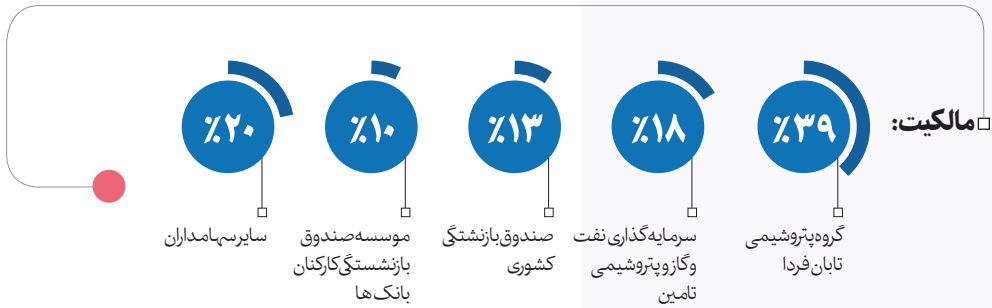 مالکیت:
٪۳۹
گروه پتروشیمی
تابان فردا
٪۱۸
سرمایه گذاری نفت
و گاز و پتروشیمی
تامین
٪۱۳
صندوق بازنشتگی
کشوری
٪۱۰
موسسه صندوق
بازنشستگی کارکنان
بانک ها
٪۲۰
سایر سهامداران